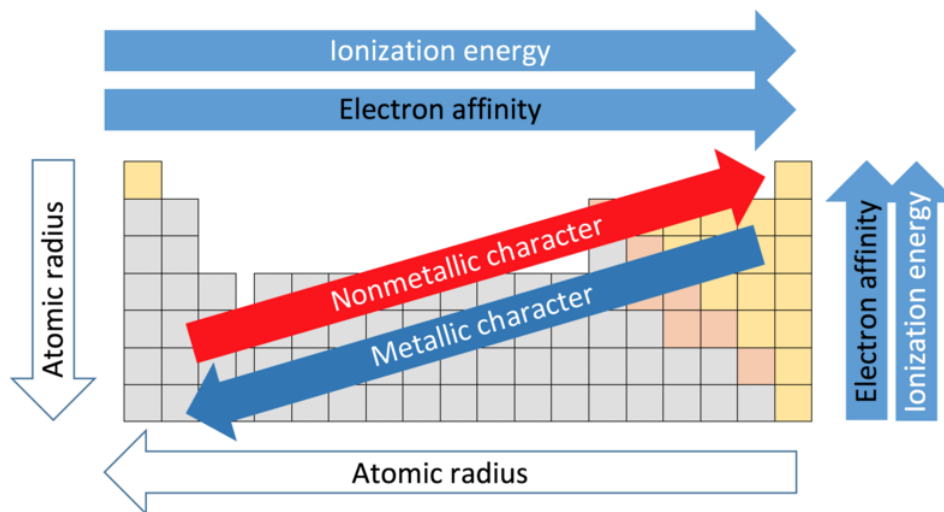 Ionization energy
Electron affinity
Atomic radius
Nonmetallic character
Metallic character
Electron affinity
Ionization energy
Atomic radius